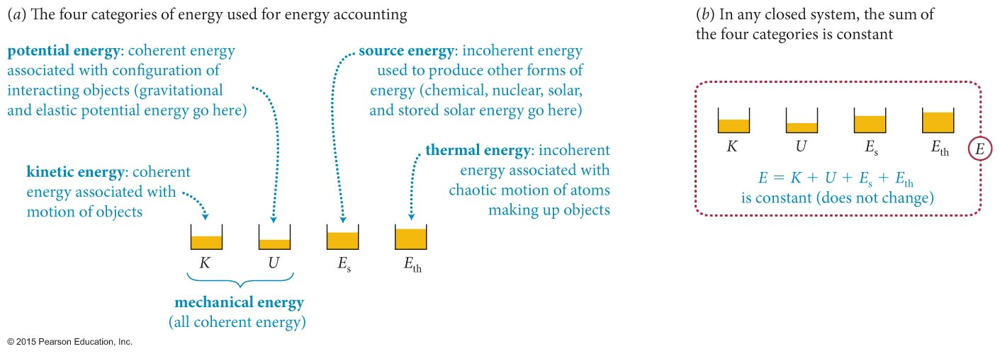 (a) The four categories of energy used for energy accounting
potential energy: coherent energy
associated with configuration of
interacting objects (gravitational
and elastic potential energy go here)
source energy: incoherent energy
used to produce other forms of
energy (chemical, nuclear, solar,
and stored solar energy go here)
kinetic energy: coherent
energy associated with
motion of objects
thermal energy: incoherent
energy associated with
chaotic motion of atoms
making up objects
K
U
Es
Eth
mechanical energy
(all coherent energy)
© 2015 Pearson Education, Inc.
(b) In any closed system, the sum of
the four categories is constant
K
U
Es
Eth
E
E = K + U + Es + Eth
is constant (does not change)